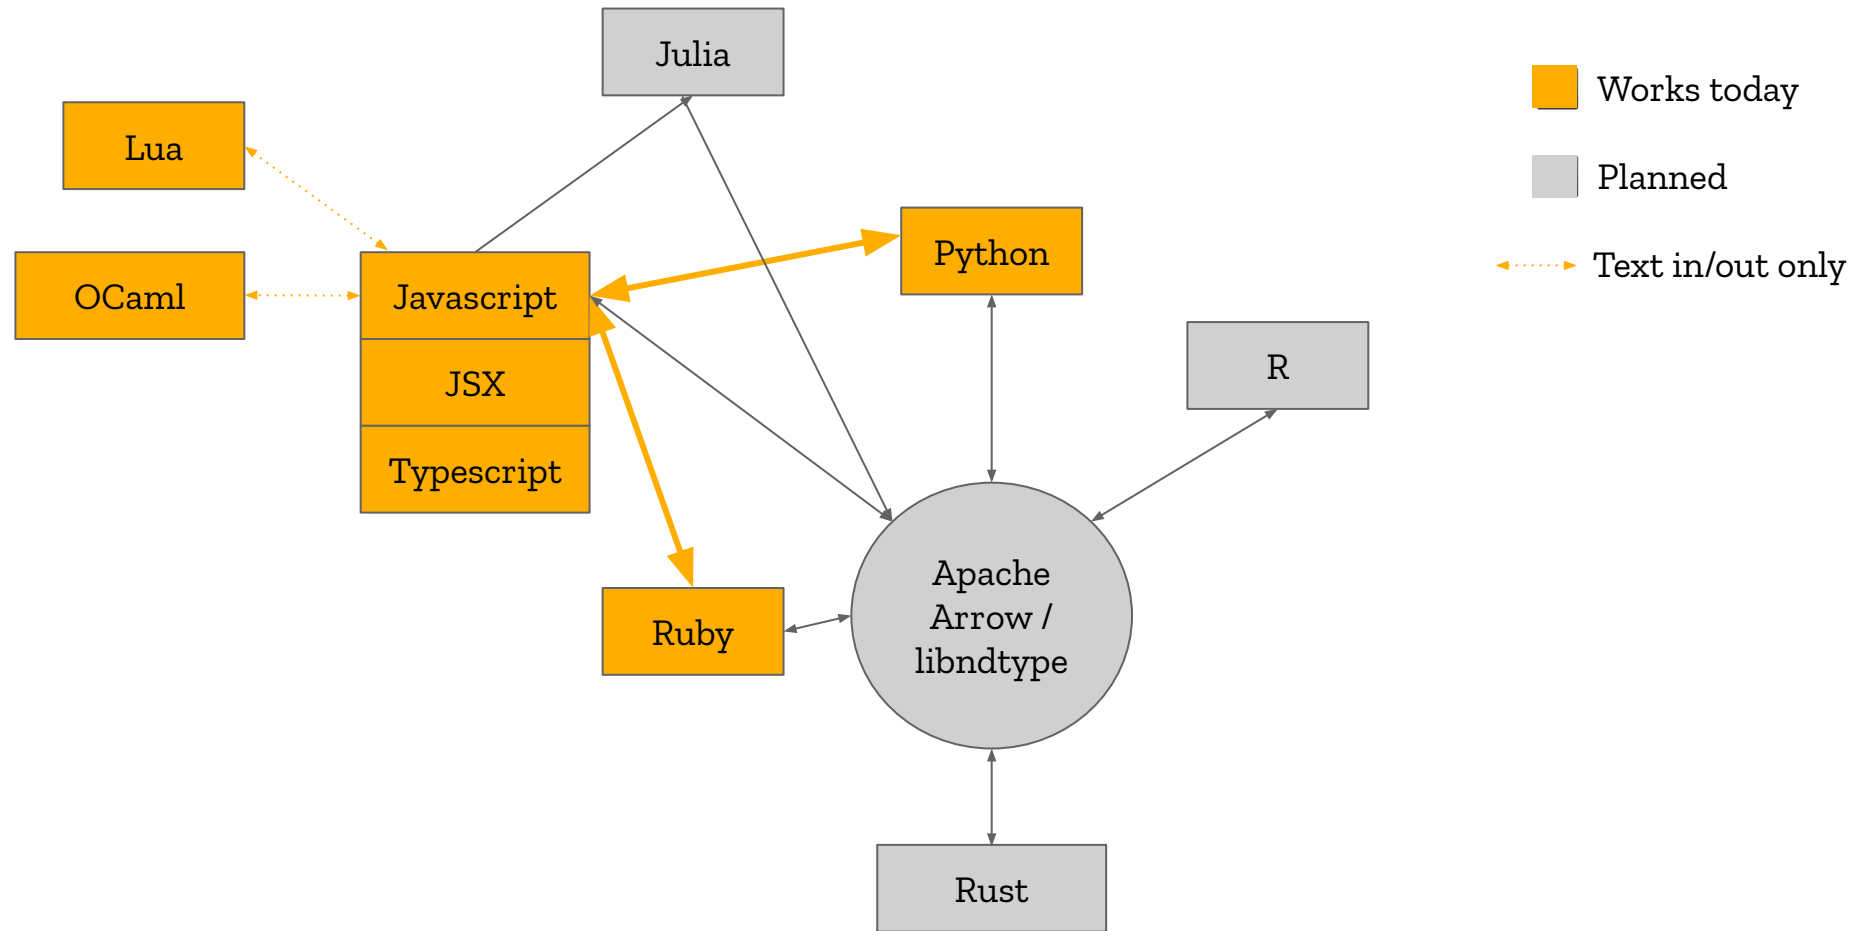 Julia
Lua
OCaml
Javascript
JSX
Typescript
Python
R
Ruby
Apache
Arrow /
libndtype
Rust
Works today
Planned
Text in/out only